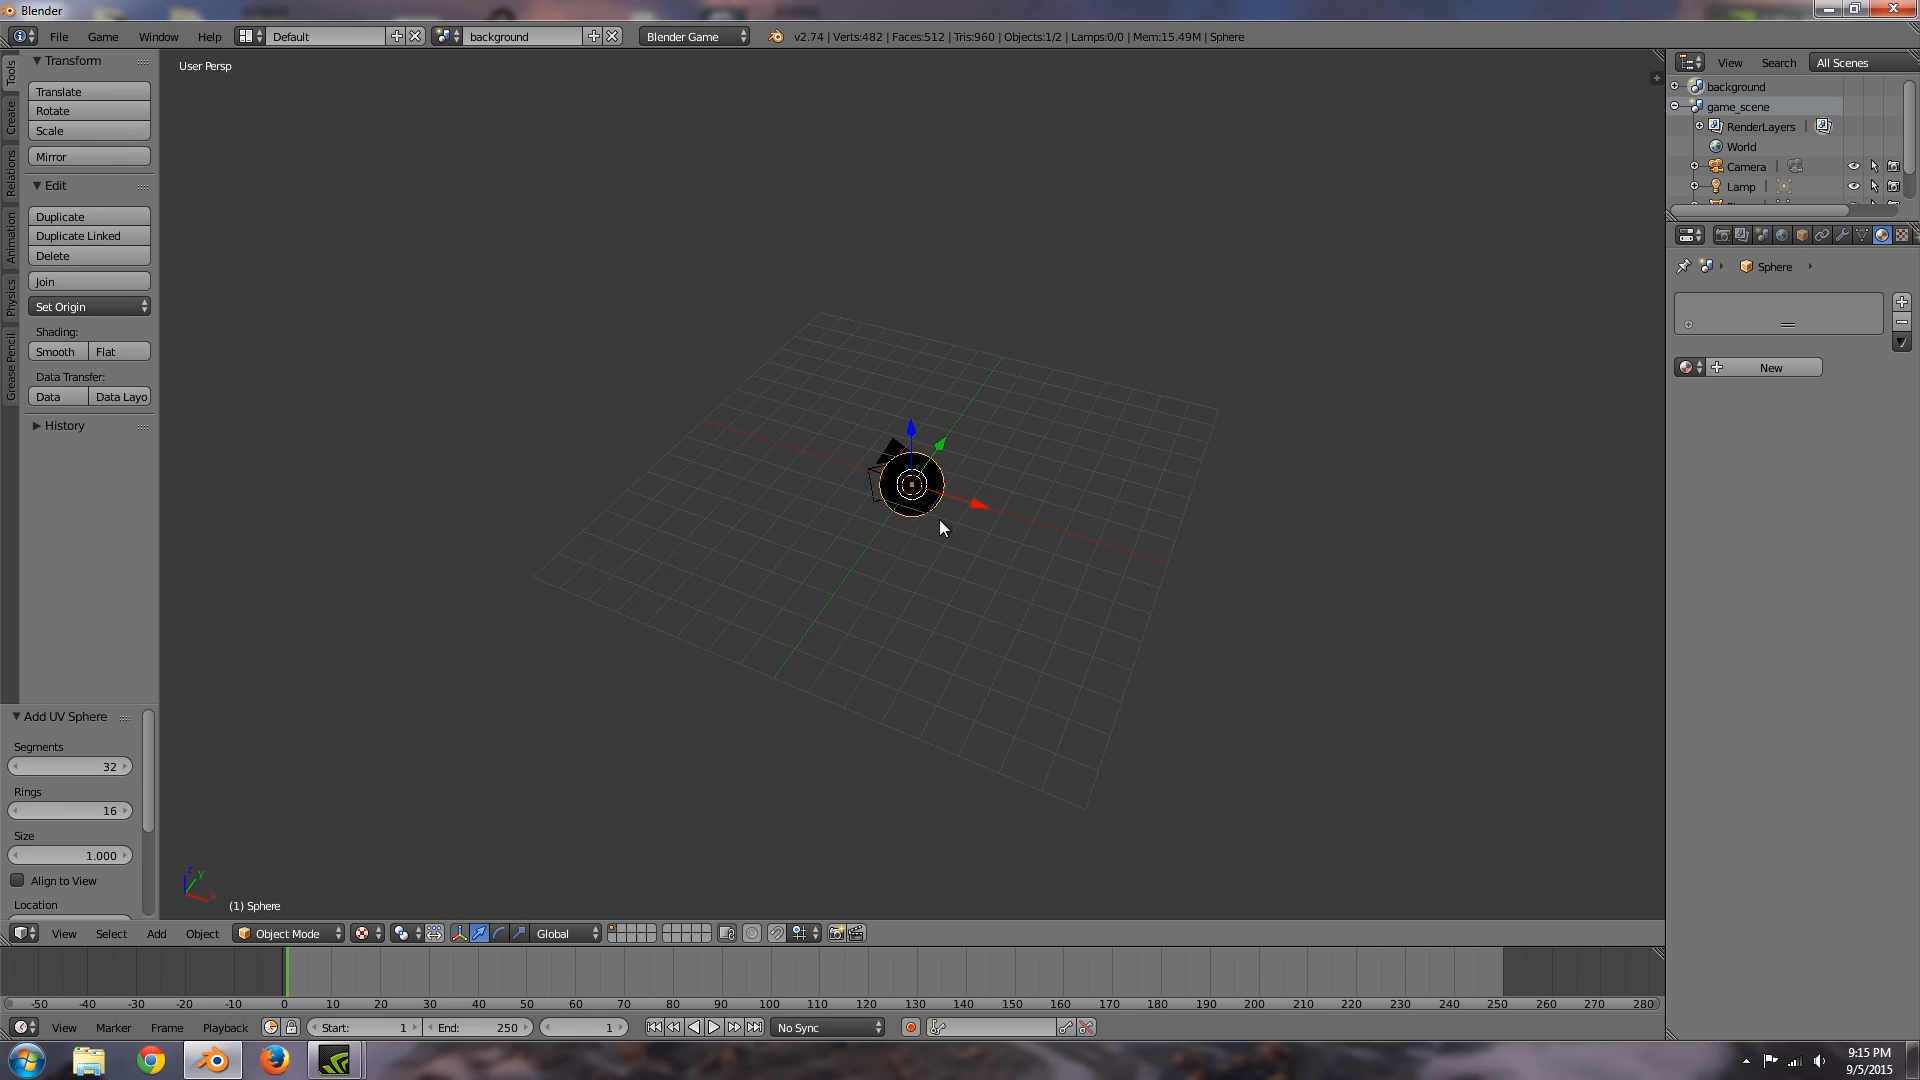 Blender
File Game Window Help Default background Blender Game v2.74 | Verts:482 | Faces:512 | Tris:960 | Objects:1/2 | Lamps:0/0 | Mem:15.49M | Sphere
Tools
Create
Relations
Animation
Physics
Grease Pencil
Transform
Translate
Rotate
Scale
Mirror
Edit
Duplicate
Duplicate Linked
Delete
Join
Set Origin
Shading:
Smooth Flat
Data Transfer:
Data Data Layo
History
Add UV Sphere
Segments
32
Rings
16
Size
1.000
Align to View
Location
User Persp
z y
(1) Sphere
View Search All Scenes
background
game_scene
RenderLayers |
World
Camera |
Lamp |
Sphere
New
View Select Add Object Object Mode Global
-50 -40 -30 -20 -10 0 10 20 30 40 50 60 70 80 90 100 110 120 130 140 150 160 170 180 190 200 210 220 230 240 250 260 270 280
View Marker Frame Playback Start: 1 End: 250 1 No Sync
9:15 PM
9/5/2015